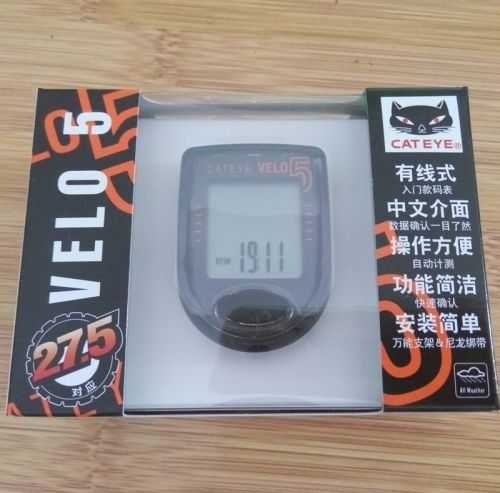 VELO 5
27.5
对应
CATEYE VELO 5
时钟 19:11
CAT EYE®
有线式
入门款码表
中文介面
数据确认一目了然
操作方便
自动计测
功能简洁
快速确认
安装简单
万能支架&尼龙绑带
All Weather